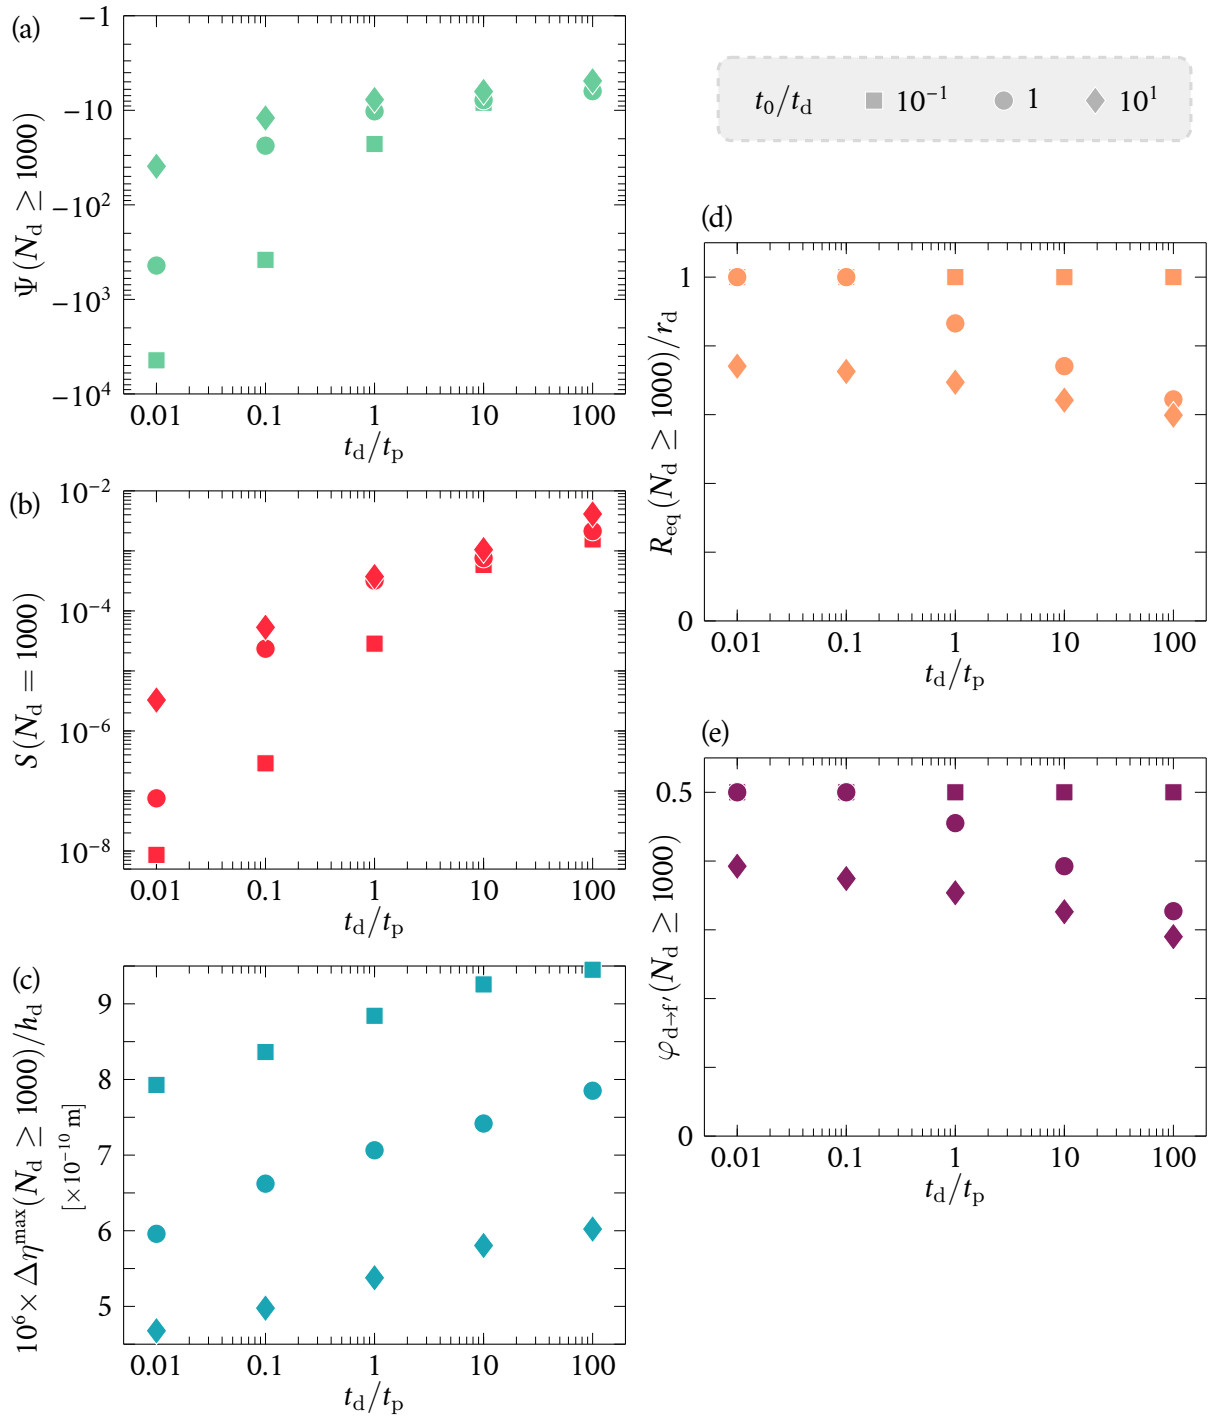 (a)
−1
−10
−10²
−10³
−10⁴
Ψ (N_d ≥ 1000)
0.01 0.1 1 10 100
t_d/t_p
t₀/t_d 10⁻¹ 1 10¹
(b)
10⁻²
10⁻⁴
10⁻⁶
10⁻⁸
S(N_d = 1000)
0.01 0.1 1 10 100
t_d/t_p
(c)
9
8
7
6
5
10⁶× Δη^max(N_d ≥ 1000)/h_d
[×10⁻¹⁰ m]
0.01 0.1 1 10 100
t_d/t_p
(d)
1
0
R_eq(N_d ≥ 1000)/r_d
0.01 0.1 1 10 100
t_d/t_p
(e)
0.5
0
φ_d→f′(N_d ≥ 1000)
0.01 0.1 1 10 100
t_d/t_p